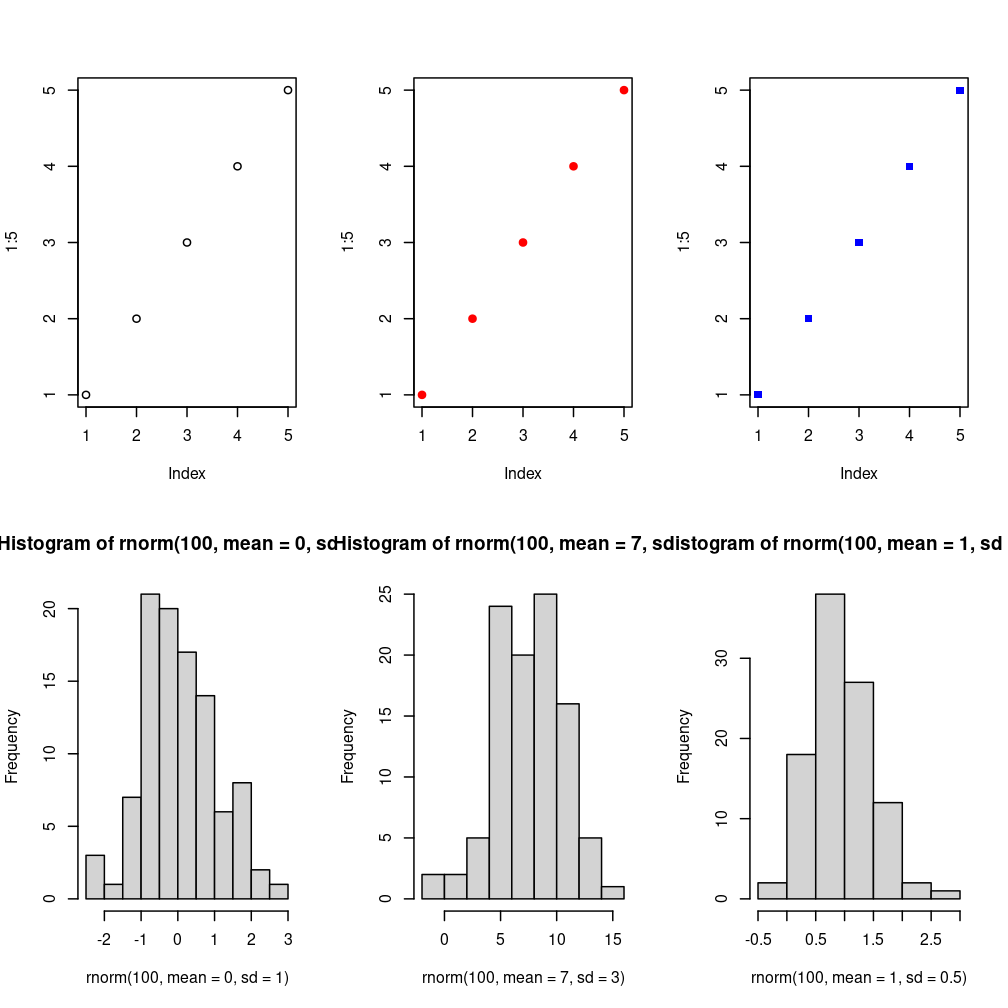 1:5
5
4
3
2
1
1 2 3 4 5
Index
1:5
5
4
3
2
1
1 2 3 4 5
Index
1:5
5
4
3
2
1
1 2 3 4 5
Index
Histogram of rnorm(100, mean = 0, sd
Frequency
20
15
10
5
0
-2 -1 0 1 2 3
rnorm(100, mean = 0, sd = 1)
Histogram of rnorm(100, mean = 7, sd
Frequency
25
20
15
10
5
0
0 5 10 15
rnorm(100, mean = 7, sd = 3)
istogram of rnorm(100, mean = 1, sd
Frequency
30
20
10
0
-0.5 0.5 1.5 2.5
rnorm(100, mean = 1, sd = 0.5)